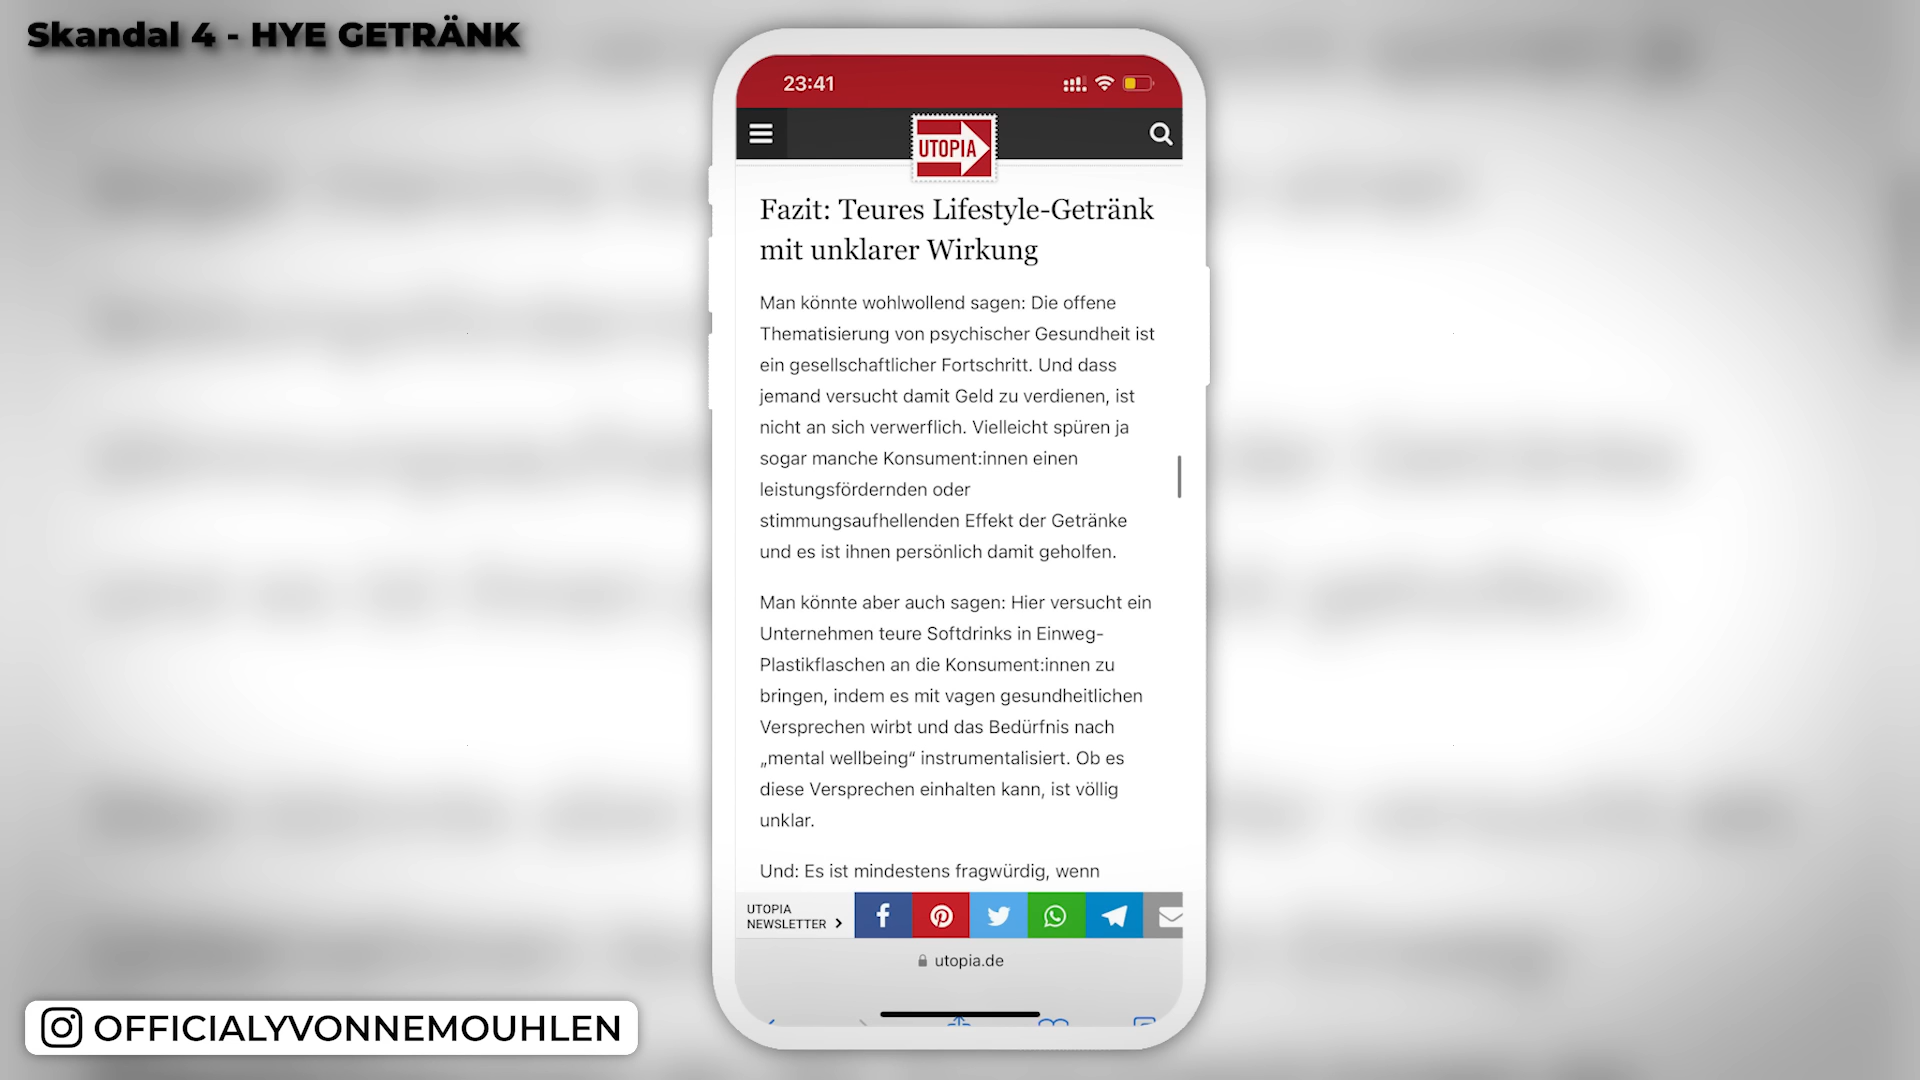 Skandal 4 - HYE GETRÄNK
23:41
UTOPIA
Fazit: Teures Lifestyle-Getränk
mit unklarer Wirkung
Man könnte wohlwollend sagen: Die offene
Thematisierung von psychischer Gesundheit ist
ein gesellschaftlicher Fortschritt. Und dass
jemand versucht damit Geld zu verdienen, ist
nicht an sich verwerflich. Vielleicht spüren ja
sogar manche Konsument:innen einen
leistungsfördernden oder
stimmungsaufhellenden Effekt der Getränke
und es ist ihnen persönlich damit geholfen.
Man könnte aber auch sagen: Hier versucht ein
Unternehmen teure Softdrinks in Einweg-
Plastikflaschen an die Konsument:innen zu
bringen, indem es mit vagen gesundheitlichen
Versprechen wirbt und das Bedürfnis nach
„mental wellbeing“ instrumentalisiert. Ob es
diese Versprechen einhalten kann, ist völlig
unklar.
Und: Es ist mindestens fragwürdig, wenn
UTOPIA
NEWSLETTER
utopia.de
OFFICIALYVONNEMOUHLEN